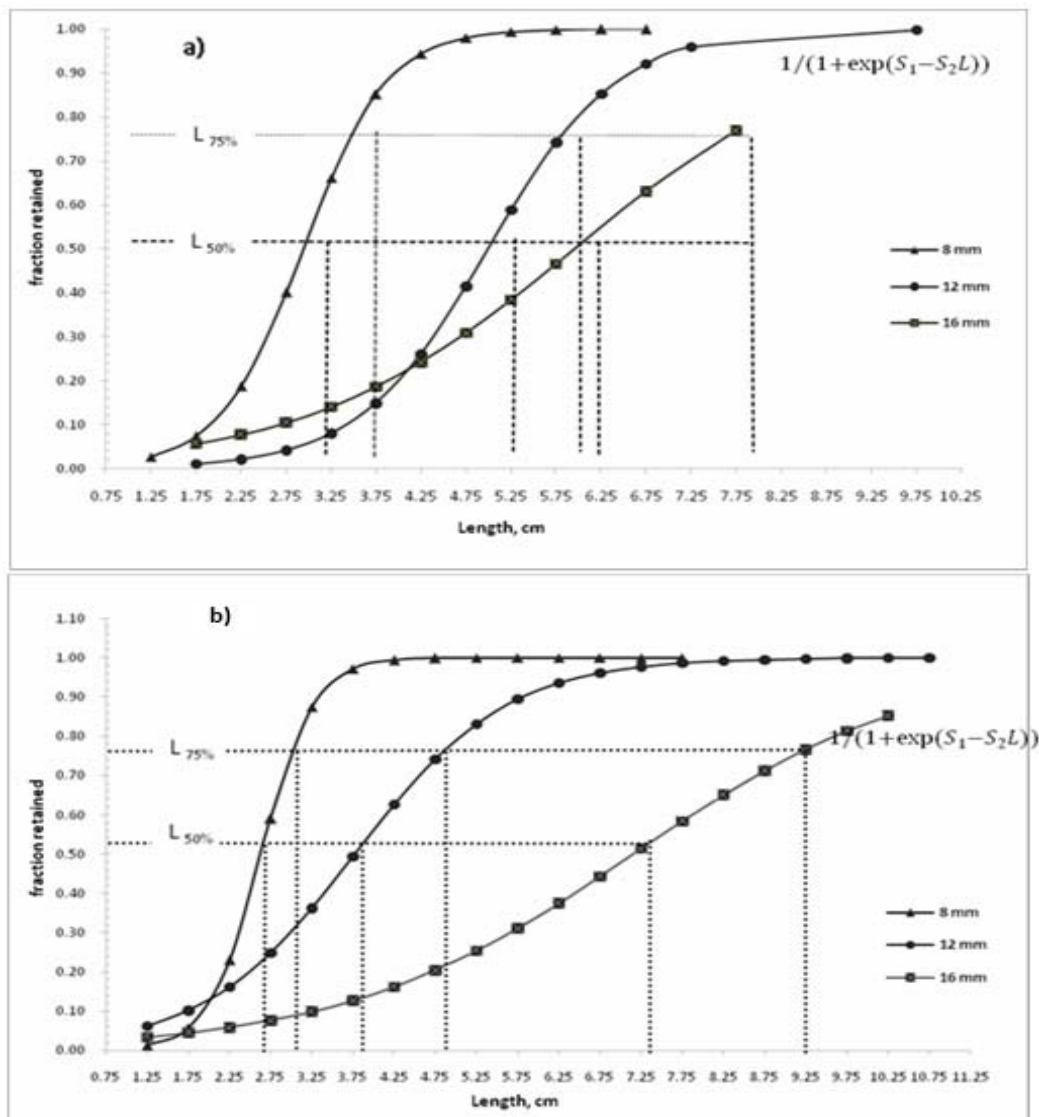 a)
1.00
0.90
0.80
0.70
0.60
0.50
0.40
0.30
0.20
0.10
0.00
fraction retained
1/(1+exp(S₁−S₂L))
L 75%
L 50%
8 mm
12 mm
16 mm
0.75 1.25 1.75 2.25 2.75 3.25 3.75 4.25 4.75 5.25 5.75 6.25 6.75 7.25 7.75 8.25 8.75 9.25 9.75 10.25
Length, cm
b)
1.10
1.00
0.90
0.80
0.70
0.60
0.50
0.40
0.30
0.20
0.10
0.00
fraction retained
1/(1+exp(S₁−S₂L))
L 75%
L 50%
8 mm
12 mm
16 mm
0.75 1.25 1.75 2.25 2.75 3.25 3.75 4.25 4.75 5.25 5.75 6.25 6.75 7.25 7.75 8.25 8.75 9.25 9.75 10.25 10.75 11.25
Length, cm